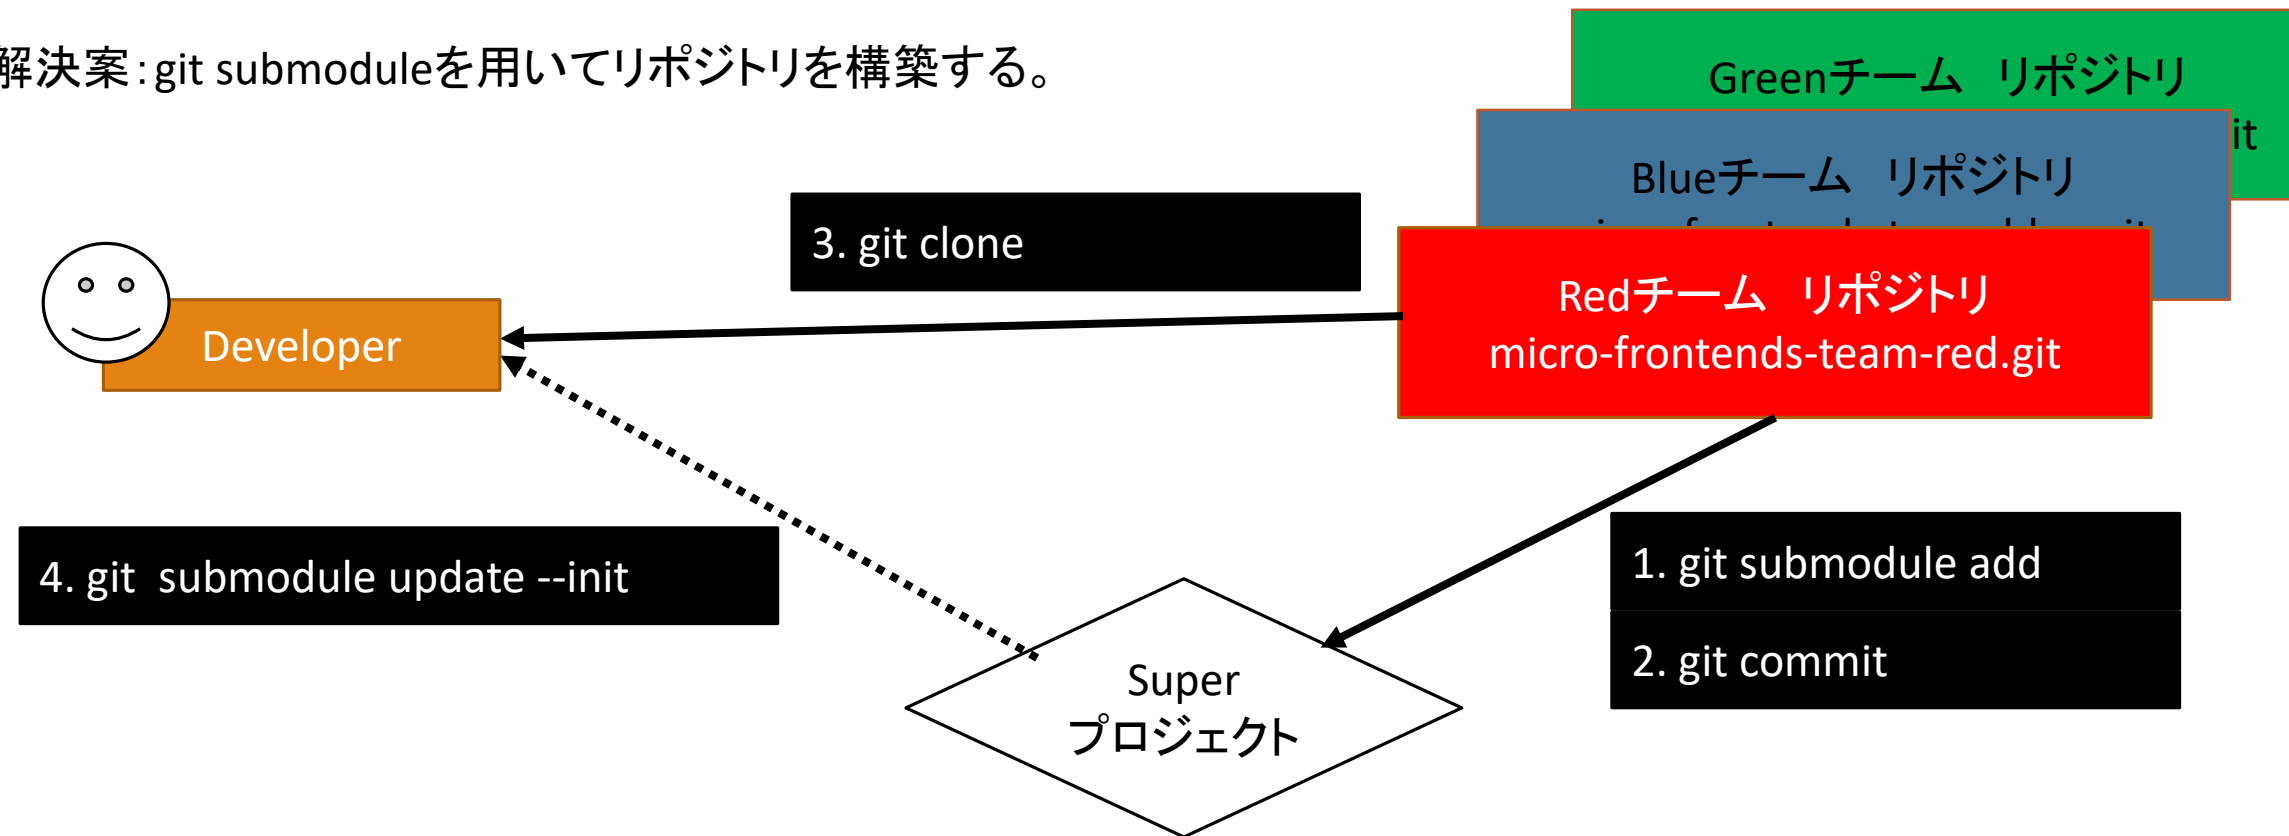 解決案：git submoduleを用いてリポジトリを構築する。
Greenチーム　リポジトリ
it
Blueチーム　リポジトリ
Redチーム　リポジトリ
micro-frontends-team-red.git
3. git clone
Developer
4. git  submodule update --init
1. git submodule add
2. git commit
Super
プロジェクト